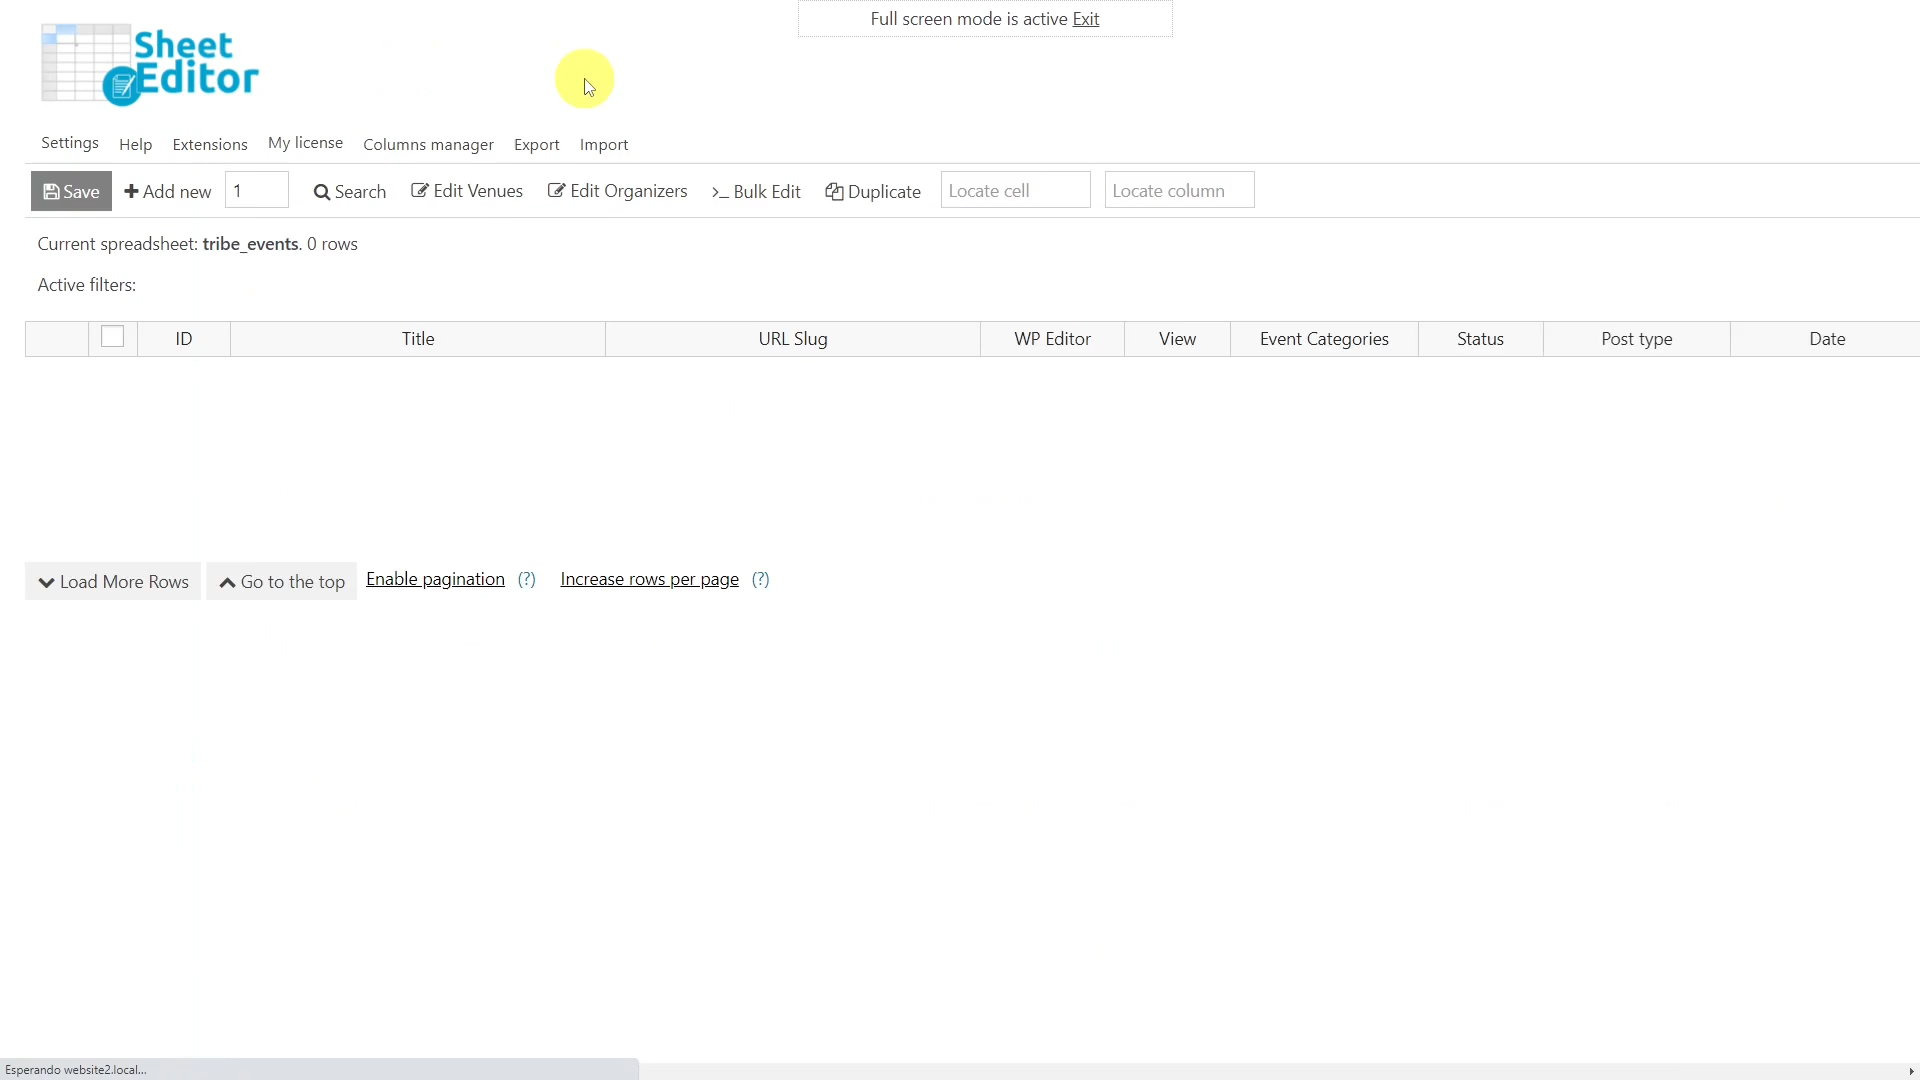 Full screen mode is active Exit
Sheet
Editor
Settings Help Extensions My license Columns manager Export Import
Save Add new 1 Search Edit Venues Edit Organizers >_ Bulk Edit Duplicate Locate cell Locate column
Current spreadsheet: tribe_events. 0 rows
Active filters:
ID Title URL Slug WP Editor View Event Categories Status Post type Date
Load More Rows Go to the top Enable pagination (?) Increase rows per page (?)
Esperando website2.local...